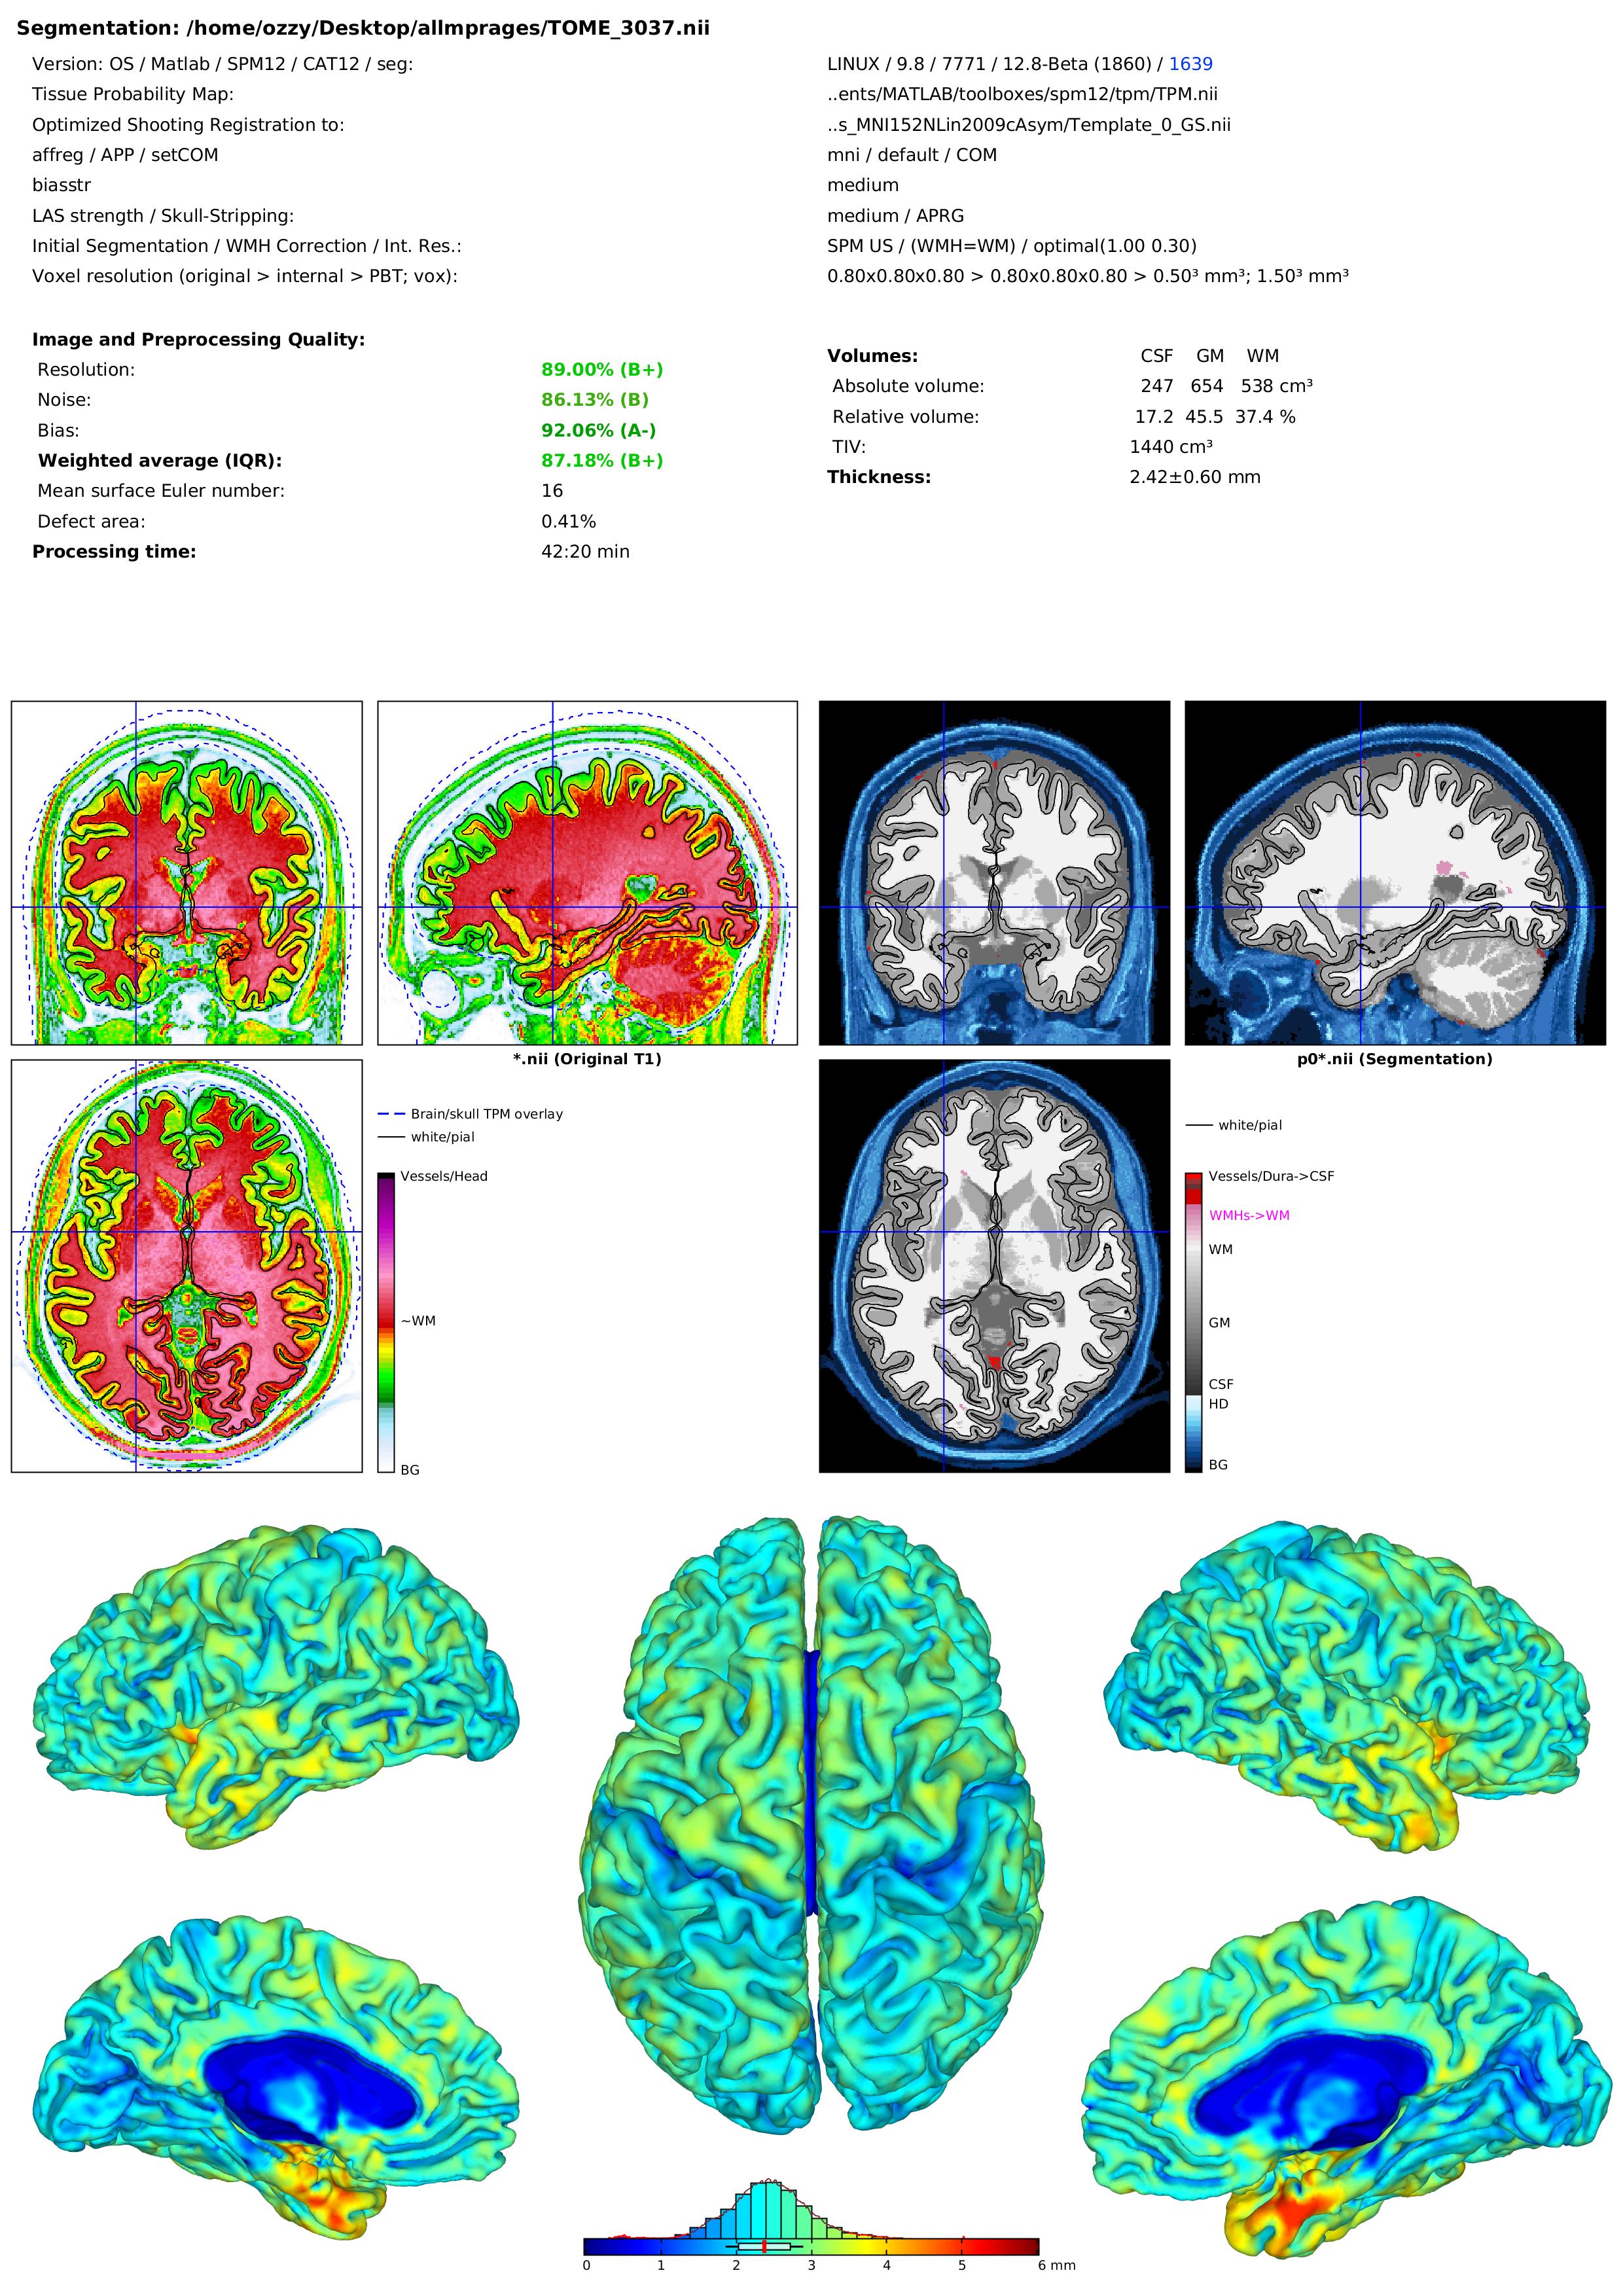 Segmentation: /home/ozzy/Desktop/allmprages/TOME_3037.nii
Version: OS / Matlab / SPM12 / CAT12 / seg: LINUX / 9.8 / 7771 / 12.8-Beta (1860) / 1639
Tissue Probability Map: ..ents/MATLAB/toolboxes/spm12/tpm/TPM.nii
Optimized Shooting Registration to: ..s_MNI152NLin2009cAsym/Template_0_GS.nii
affreg / APP / setCOM mni / default / COM
biasstr medium
LAS strength / Skull-Stripping: medium / APRG
Initial Segmentation / WMH Correction / Int. Res.: SPM US / (WMH=WM) / optimal(1.00 0.30)
Voxel resolution (original > internal > PBT; vox): 0.80x0.80x0.80 > 0.80x0.80x0.80 > 0.50³ mm³; 1.50³ mm³
Image and Preprocessing Quality:
Resolution: 89.00% (B+)
Noise: 86.13% (B)
Bias: 92.06% (A-)
Weighted average (IQR): 87.18% (B+)
Mean surface Euler number: 16
Defect area: 0.41%
Processing time: 42:20 min
Volumes: CSF GM WM
Absolute volume: 247 654 538 cm³
Relative volume: 17.2 45.5 37.4 %
TIV: 1440 cm³
Thickness: 2.42±0.60 mm
*.nii (Original T1)
Brain/skull TPM overlay
white/pial
Vessels/Head
~WM
BG
p0*.nii (Segmentation)
white/pial
Vessels/Dura->CSF
WMHs->WM
WM
GM
CSF
HD
BG
0 1 2 3 4 5 6 mm